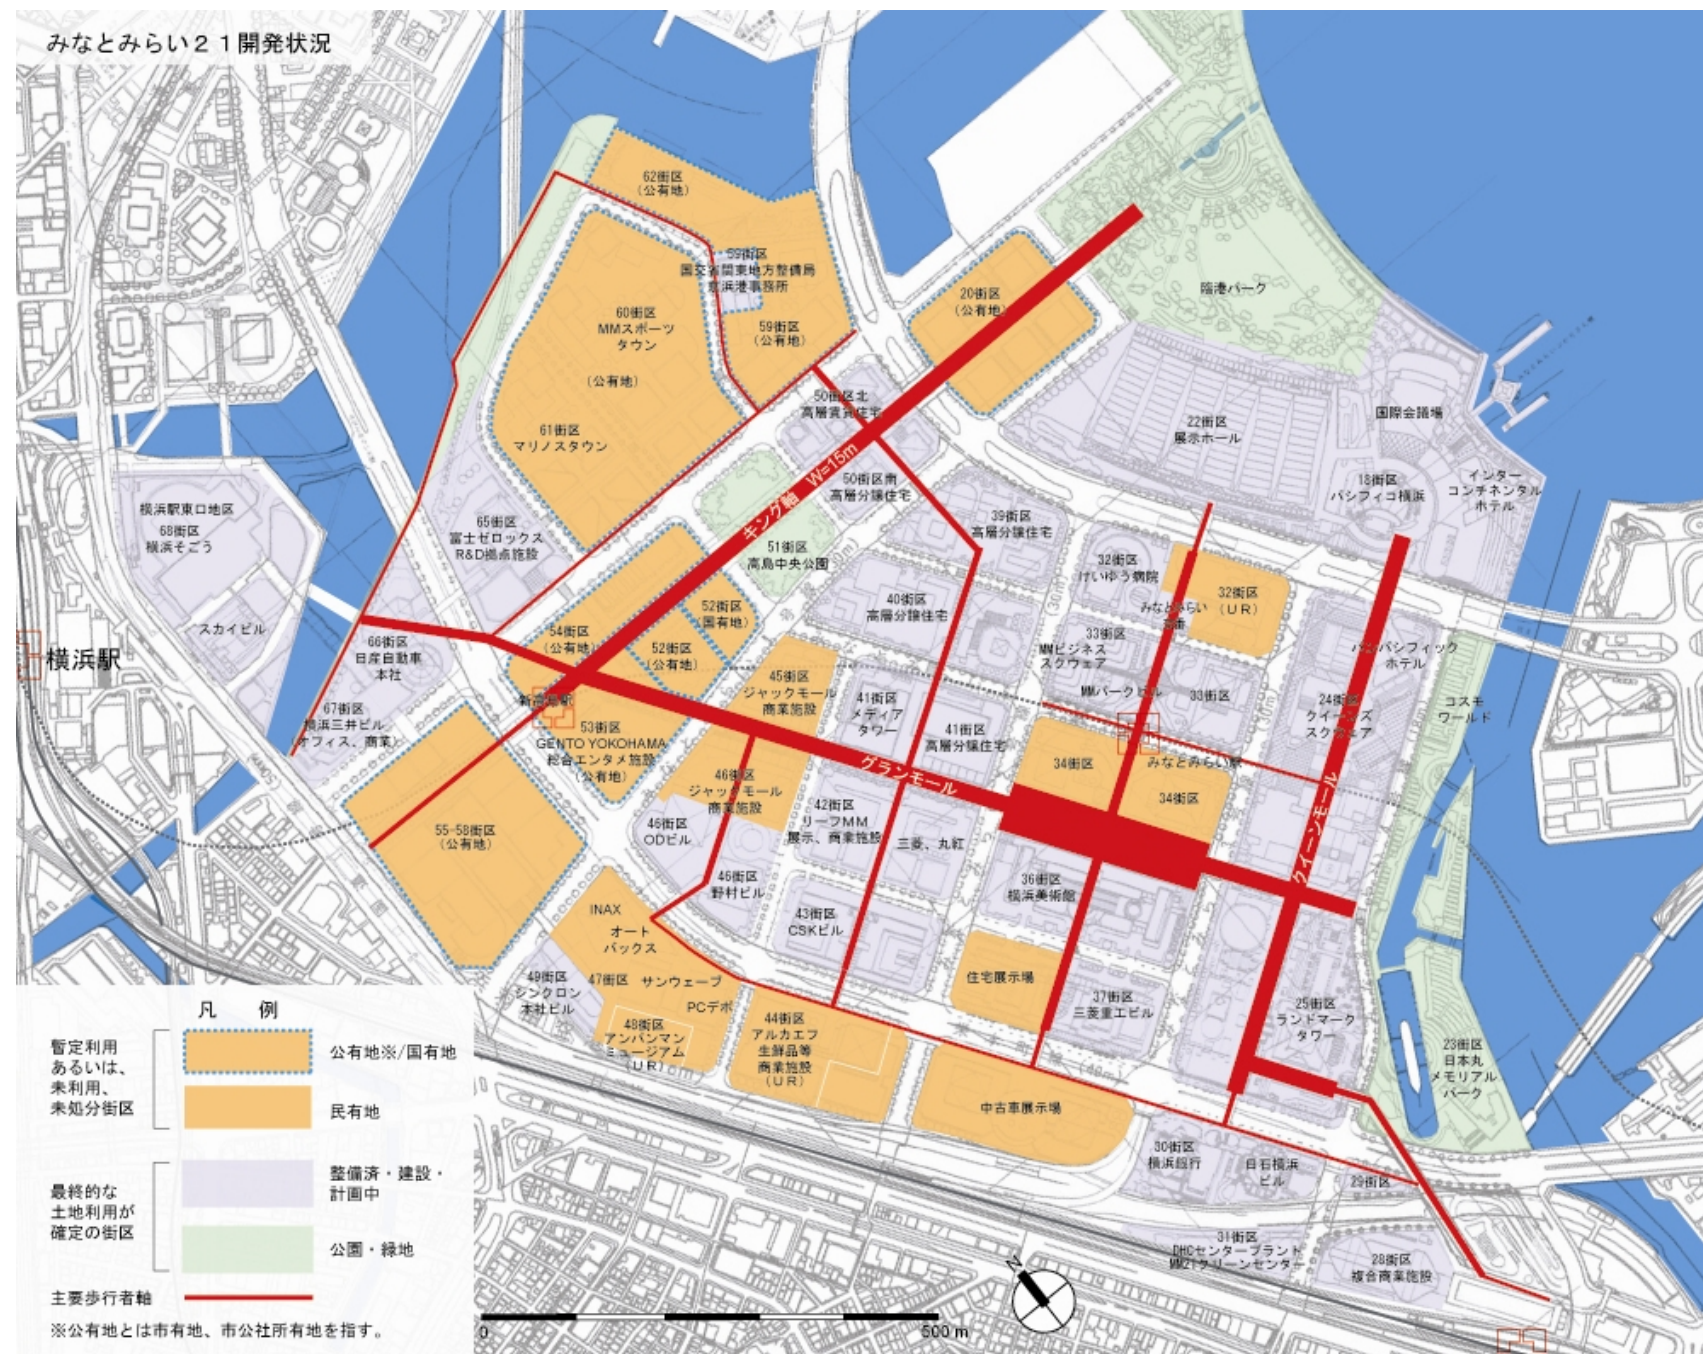 みなとみらい２１開発状況
62街区
(公有地)
59街区
国交省関東地方整備局
京浜港事務所
60街区
MMスポーツ
タウン
(公有地)
59街区
(公有地)
61街区
マリノスタウン
20街区
(公有地)
臨港パーク
50街区北
高層賃貸住宅
キング軸 W=15m
50街区南
高層分譲住宅
22街区
展示ホール
国際会議場
18街区
パシフィコ横浜
インター
コンチネンタル
ホテル
横浜駅東口地区
68街区
横浜そごう
スカイビル
65街区
富士ゼロックス
R&D拠点施設
51街区
高島中央公園
39街区
高層分譲住宅
40街区
高層分譲住宅
32街区
けいゆう病院
32街区
(UR)
みなとみらい
33街区
MMビジネス
スクウェア
MMパークビル
33街区
パンパシフィック
ホテル
24街区
クイーンズ
スクウェア
コスモ
ワールド
横浜駅
66街区
日産自動車
本社
67街区
横浜三井ビル
(オフィス、商業)
54街区
(公有地)
52街区
(国有地)
52街区
(公有地)
新高島駅
53街区
GENTO YOKOHAMA
総合エンタメ施設
(公有地)
45街区
ジャックモール
商業施設
41街区
メディア
タワー
41街区
高層分譲住宅
グランモール
34街区
みなとみらい駅
34街区
クイーンモール
46街区
ジャックモール
商業施設
46街区
ODビル
46街区
野村ビル
42街区
リーフMM
展示、商業施設
三菱、丸紅
43街区
CSKビル
36街区
横浜美術館
55-58街区
(公有地)
INAX
オート
バックス
47街区
サンウェーブ
PCデポ
49街区
シンクロン
本社ビル
48街区
アンパンマン
ミュージアム
(UR)
44街区
アルカエフ
生鮮品等
商業施設
(UR)
住宅展示場
37街区
三菱重工ビル
25街区
ランドマーク
タワー
23街区
日本丸
メモリアル
パーク
中古車展示場
30街区
横浜銀行
日石横浜
ビル
29街区
31街区
DHCセンタープラント
MM21クリーンセンター
28街区
複合商業施設
凡　例
暫定利用
あるいは、
未利用、
未処分街区
公有地※/国有地
民有地
最終的な
土地利用が
確定の街区
整備済・建設・
計画中
公園・緑地
主要歩行者軸
※公有地とは市有地、市公社所有地を指す。
N
0
500 m